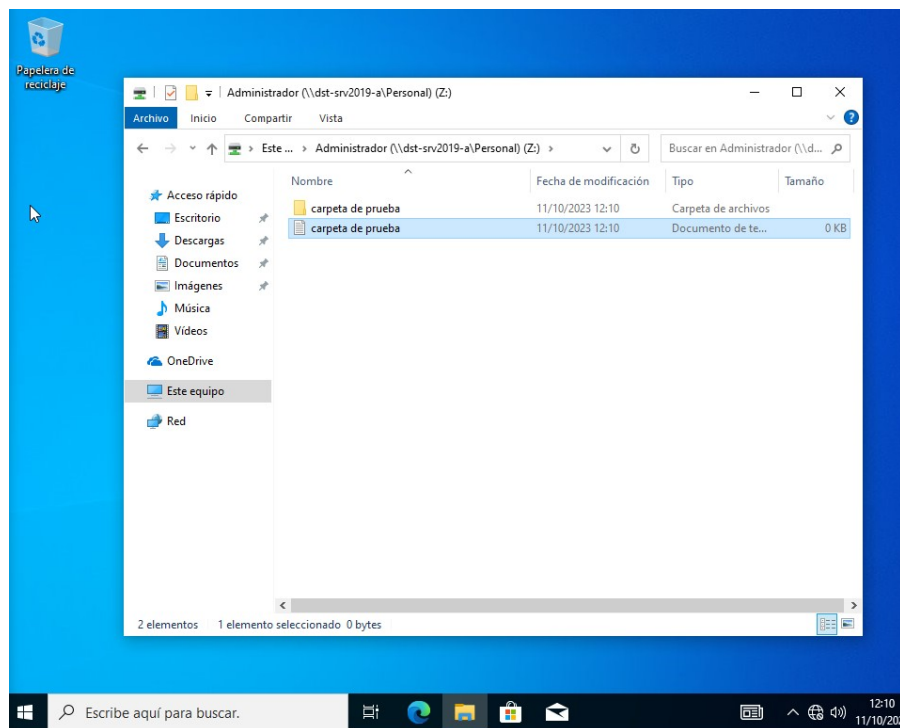 Papelera de
reciclaje
Administrador (\\dst-srv2019-a\Personal) (Z:)
Archivo Inicio Compartir Vista
Este ... > Administrador (\\dst-srv2019-a\Personal) (Z:) >
Buscar en Administrador (\\d...
Nombre Fecha de modificación Tipo Tamaño
Acceso rápido
Escritorio
Descargas
Documentos
Imágenes
Música
Vídeos
OneDrive
Este equipo
Red
carpeta de prueba 11/10/2023 12:10 Carpeta de archivos
carpeta de prueba 11/10/2023 12:10 Documento de te... 0 KB
2 elementos 1 elemento seleccionado 0 bytes
Escribe aquí para buscar.
12:10
11/10/20